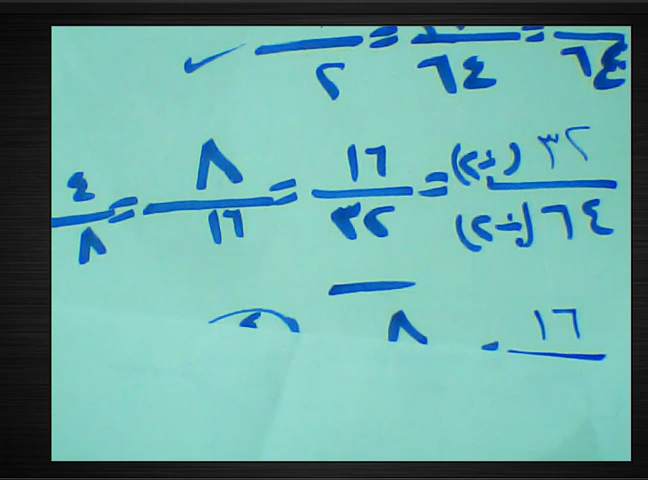 ٦٤ = ٦٤ = ٢ ✓
٣٢ (÷٢) = ١٦ = ٨ = ٤
٦٤ (÷٢) ٣٢ ١٦ ٨
١٦ ٨